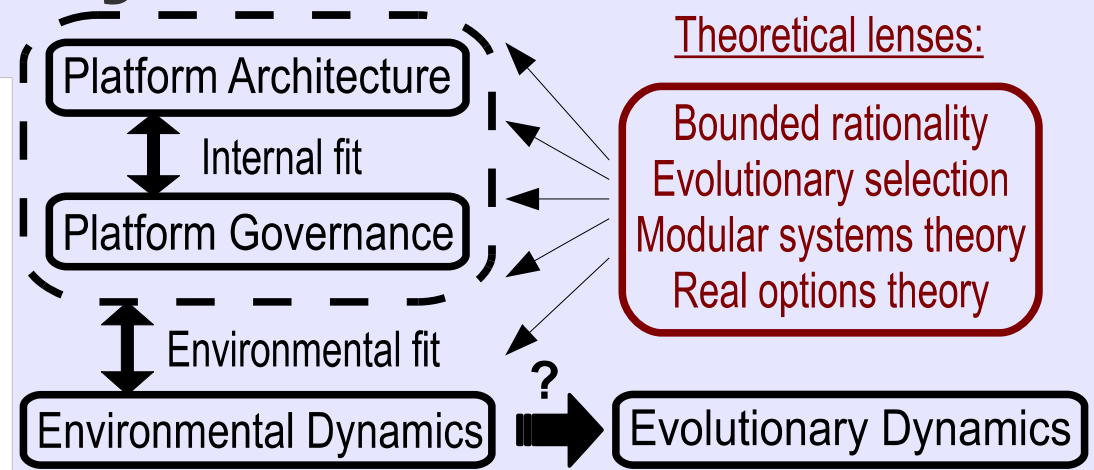 Theoretical lenses:
Platform Architecture
Internal fit
Platform Governance
Environmental fit
Bounded rationality
Evolutionary selection
Modular systems theory
Real options theory
?
Environmental Dynamics
Evolutionary Dynamics